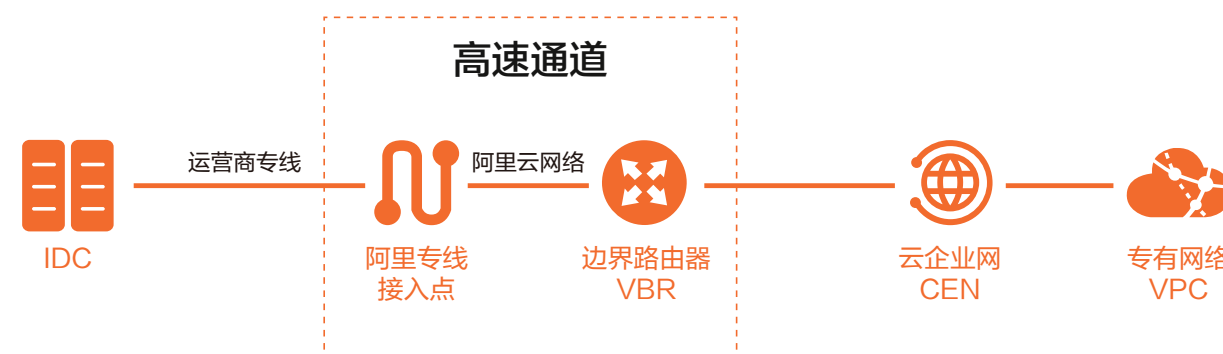 高速通道
运营商专线
阿里云网络
IDC
阿里专线
接入点
边界路由器
VBR
云企业网
CEN
专有网络
VPC